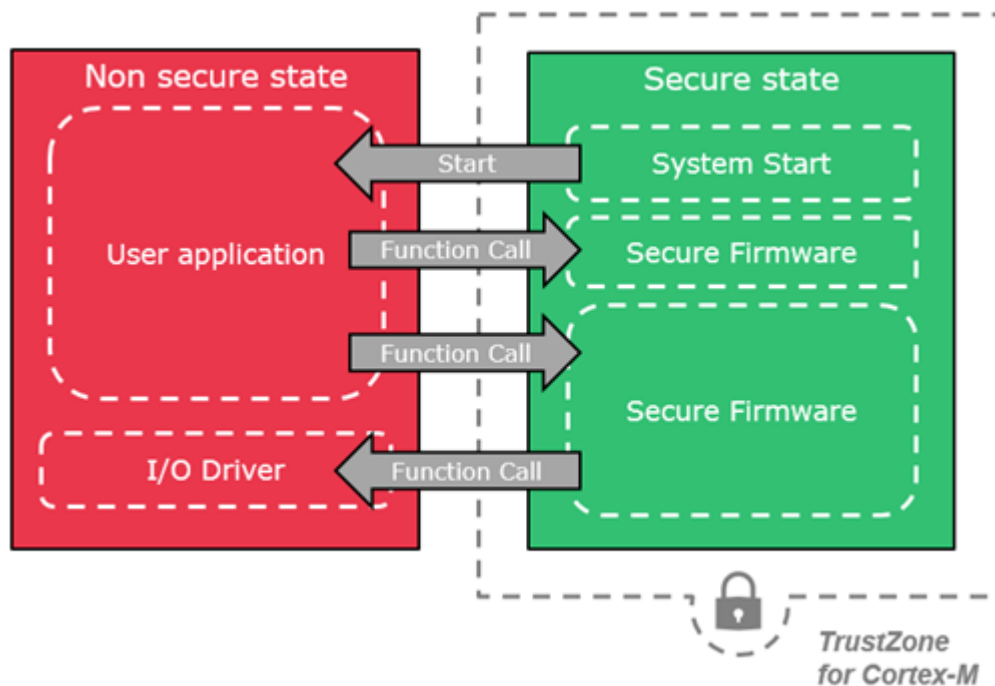 Non secure state
Secure state
Start
System Start
User application
Function Call
Secure Firmware
Function Call
Secure Firmware
I/O Driver
Function Call
TrustZone
for Cortex-M